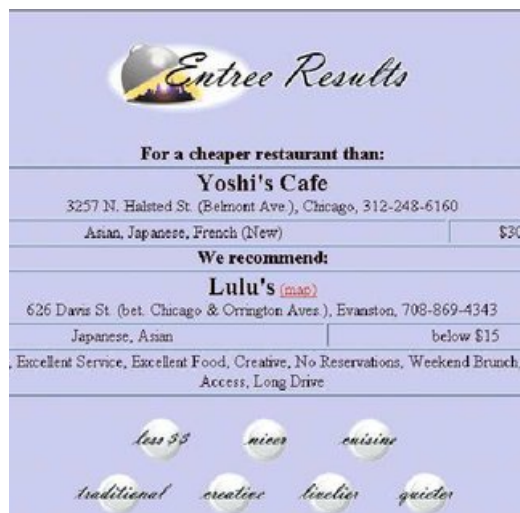 Entree Results
For a cheaper restaurant than:
Yoshi's Cafe
3257 N. Halsted St. (Belmont Ave.), Chicago, 312-248-6160
Asian, Japanese, French (New) $30
We recommend:
Lulu's (map)
626 Davis St. (bet. Chicago & Orrington Aves.), Evanston, 708-869-4343
Japanese, Asian below $15
, Excellent Service, Excellent Food, Creative, No Reservations, Weekend Brunch,
Access, Long Drive
less $$ nicer cuisine
traditional creative livelier quieter